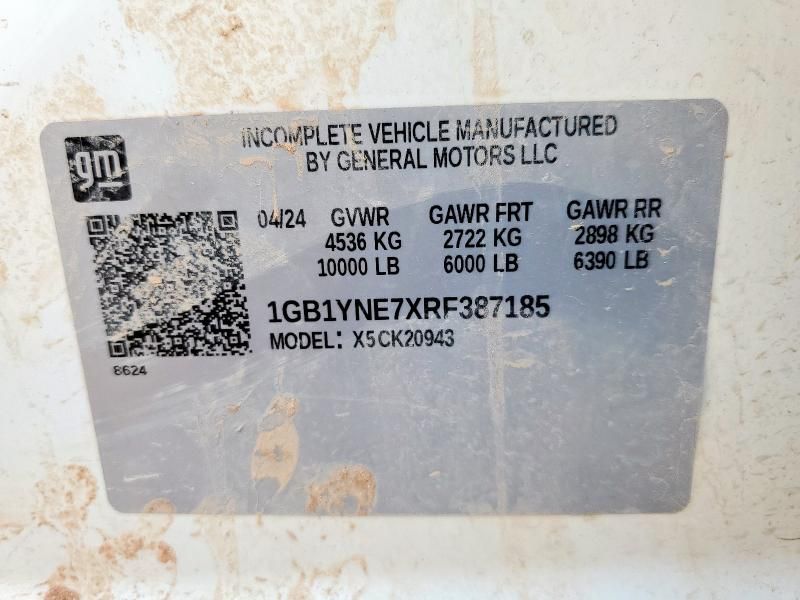 INCOMPLETE VEHICLE MANUFACTURED
BY GENERAL MOTORS LLC
gm
04/24 GVWR GAWR FRT GAWR RR
4536 KG 2722 KG 2898 KG
10000 LB 6000 LB 6390 LB
1GB1YNE7XRF387185
MODEL: X5CK20943
8624